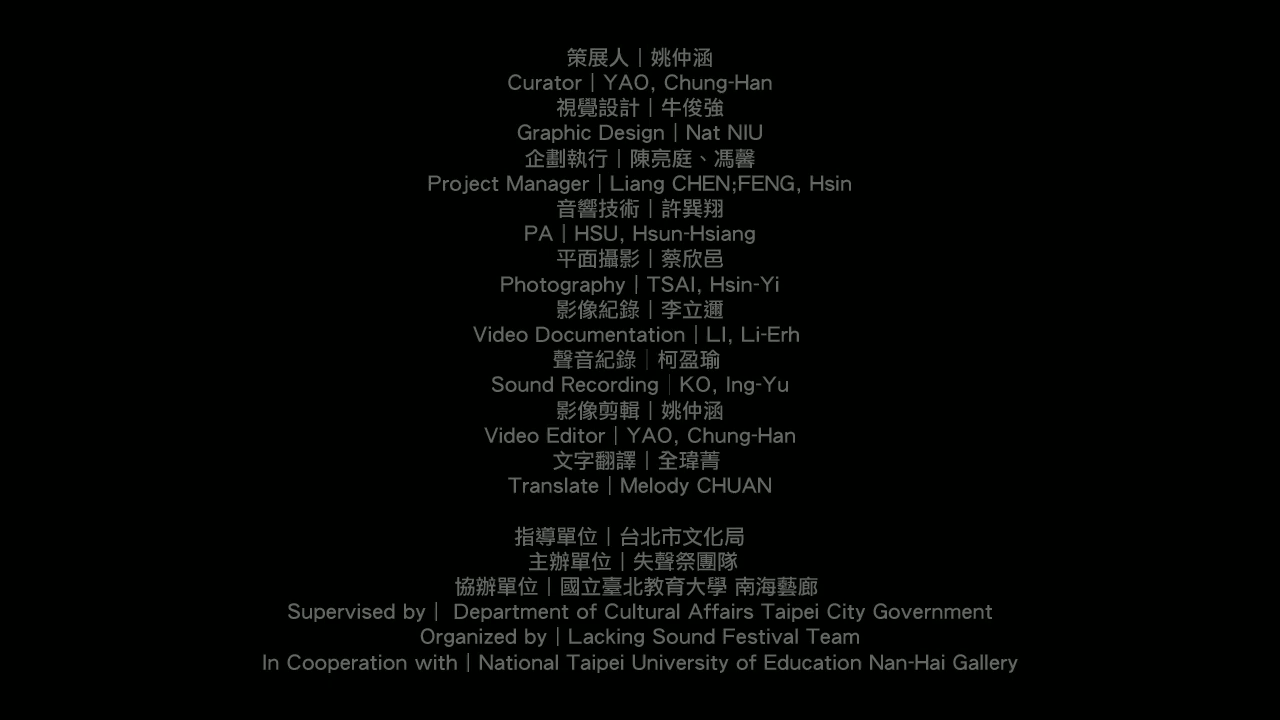 策展人｜姚仲涵
Curator｜YAO, Chung-Han
視覺設計｜牛俊強
Graphic Design｜Nat NIU
企劃執行｜陳亮庭、馮馨
Project Manager｜Liang CHEN;FENG, Hsin
音響技術｜許巽翔
PA｜HSU, Hsun-Hsiang
平面攝影｜蔡欣邑
Photography｜TSAI, Hsin-Yi
影像紀錄｜李立邇
Video Documentation｜LI, Li-Erh
聲音紀錄｜柯盈瑜
Sound Recording｜KO, Ing-Yu
影像剪輯｜姚仲涵
Video Editor｜YAO, Chung-Han
文字翻譯｜全瑋菁
Translate｜Melody CHUAN
指導單位｜台北市文化局
主辦單位｜失聲祭團隊
協辦單位｜國立臺北教育大學 南海藝廊
Supervised by｜ Department of Cultural Affairs Taipei City Government
Organized by｜Lacking Sound Festival Team
In Cooperation with｜National Taipei University of Education Nan-Hai Gallery